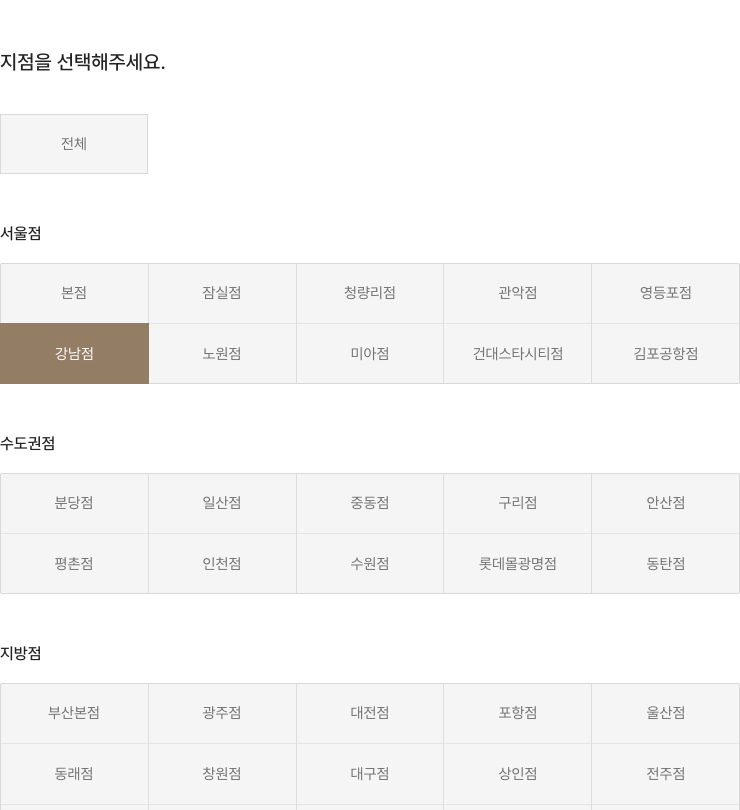 지점을 선택해주세요.
전체
서울점
본점 잠실점 청량리점 관악점 영등포점
강남점 노원점 미아점 건대스타시티점 김포공항점
수도권점
분당점 일산점 중동점 구리점 안산점
평촌점 인천점 수원점 롯데몰광명점 동탄점
지방점
부산본점 광주점 대전점 포항점 울산점
동래점 창원점 대구점 상인점 전주점